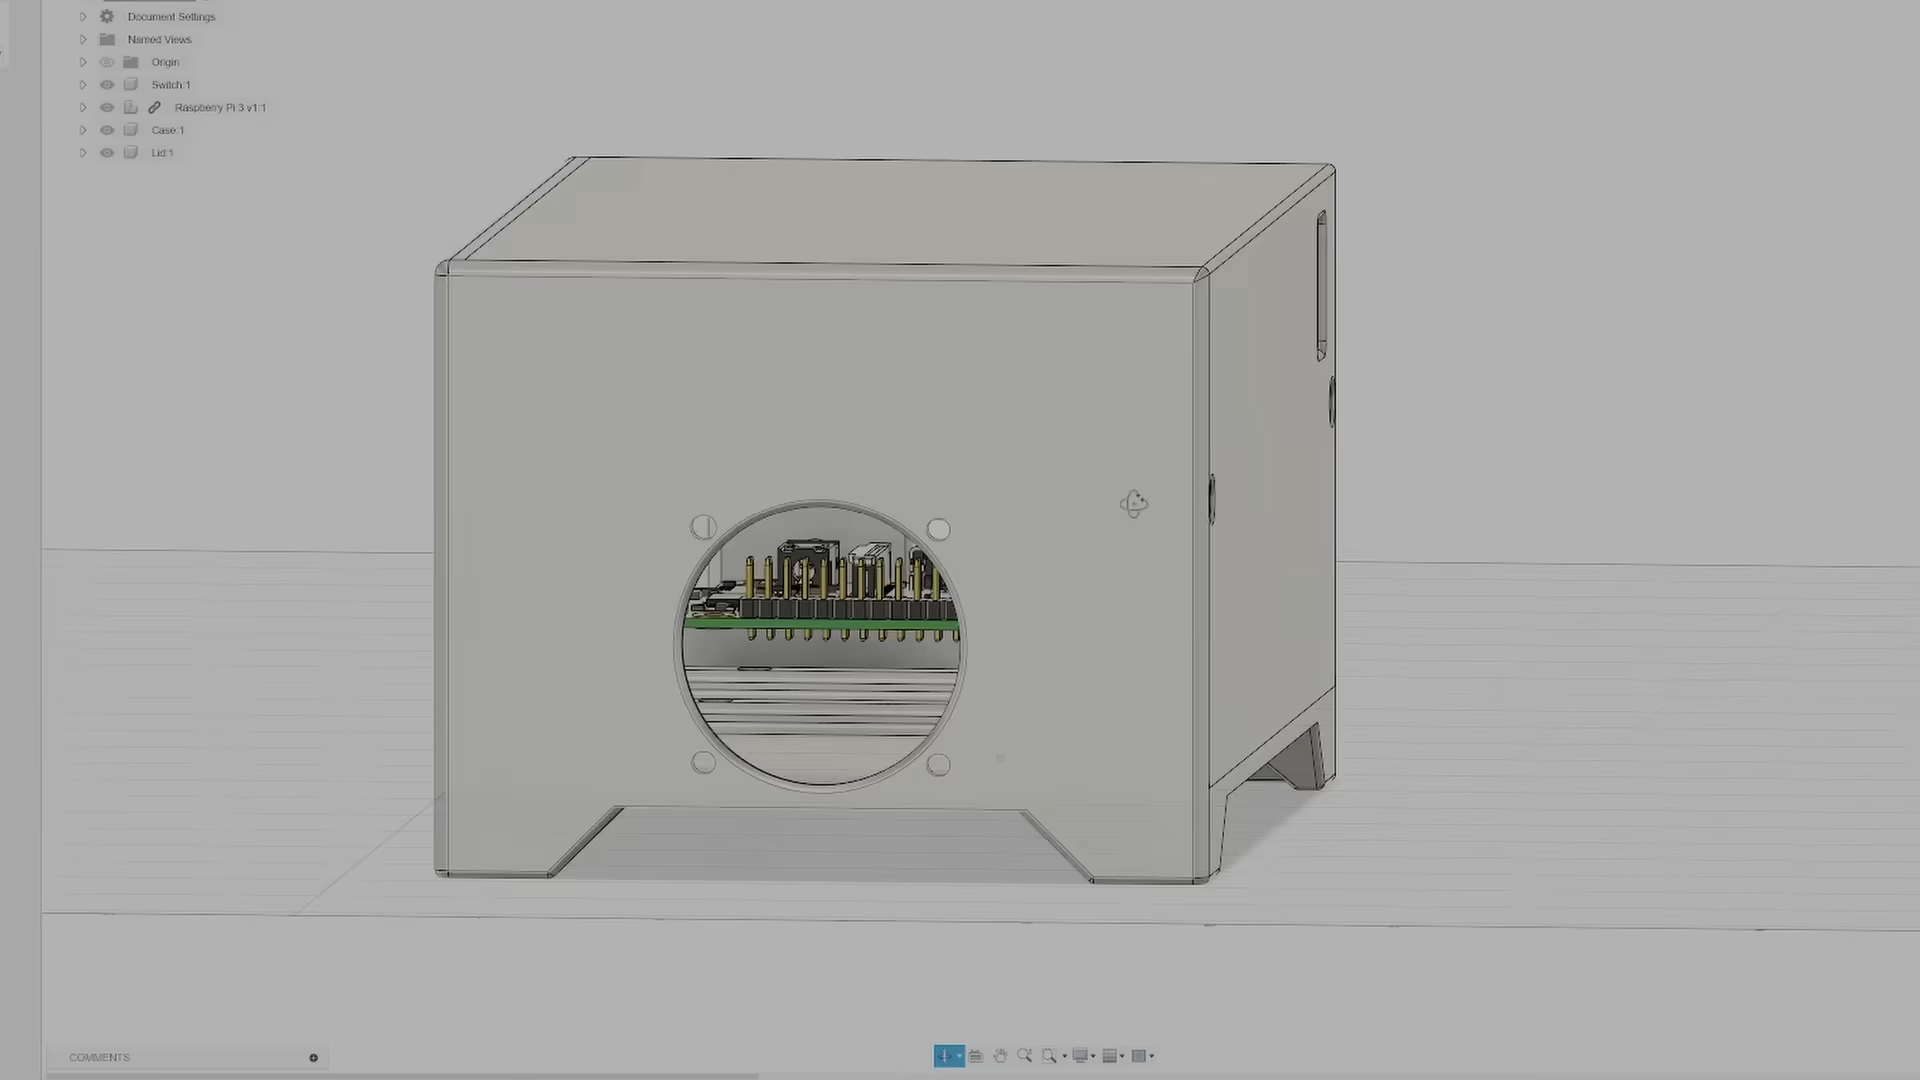 Document Settings
Named Views
Origin
Switch:1
Raspberry Pi 3 v1:1
Case:1
Lid:1
COMMENTS